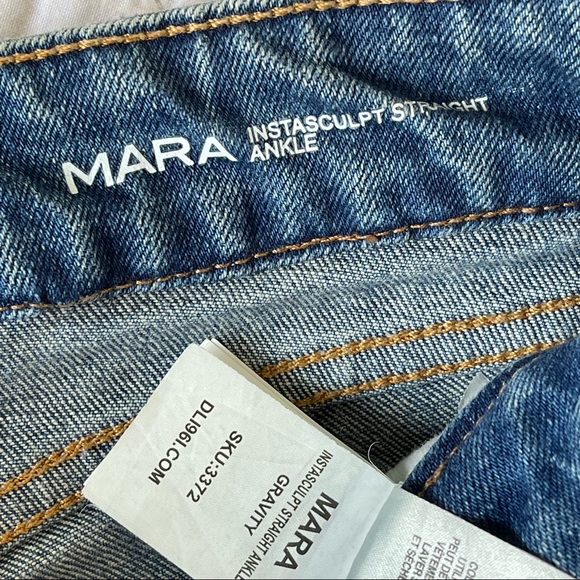 MARA INSTASCULPT STRAIGHT
ANKLE
DL1961.COM
SKU:3372
GRAVITY
INSTASCULPT STRAIGHT ANKLE
MARA